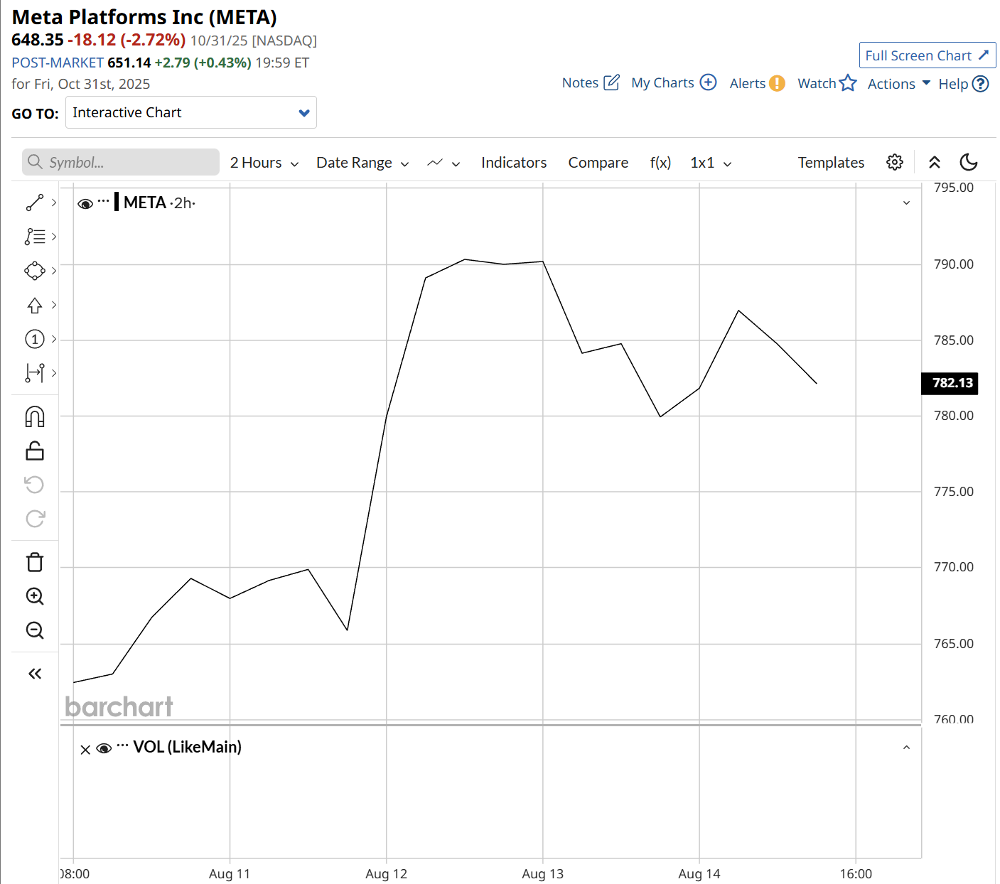 Meta Platforms Inc (META)
648.35 -18.12 (-2.72%) 10/31/25 [NASDAQ]
POST-MARKET 651.14 +2.79 (+0.43%) 19:59 ET
for Fri, Oct 31st, 2025
Full Screen Chart
Notes My Charts Alerts Watch Actions Help
GO TO: Interactive Chart
Symbol... 2 Hours Date Range Indicators Compare f(x) 1x1 Templates
META ·2h·
795.00
790.00
785.00
782.13
780.00
775.00
770.00
765.00
760.00
1
barchart
VOL (LikeMain)
08:00 Aug 11 Aug 12 Aug 13 Aug 14 16:00